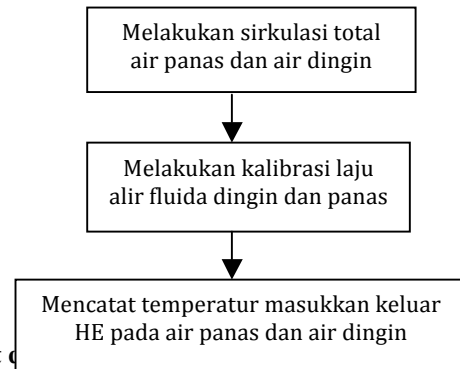 Melakukan sirkulasi total
air panas dan air dingin
Melakukan kalibrasi laju
alir fluida dingin dan panas
Mencatat temperatur masukkan keluar
HE pada air panas dan air dingin